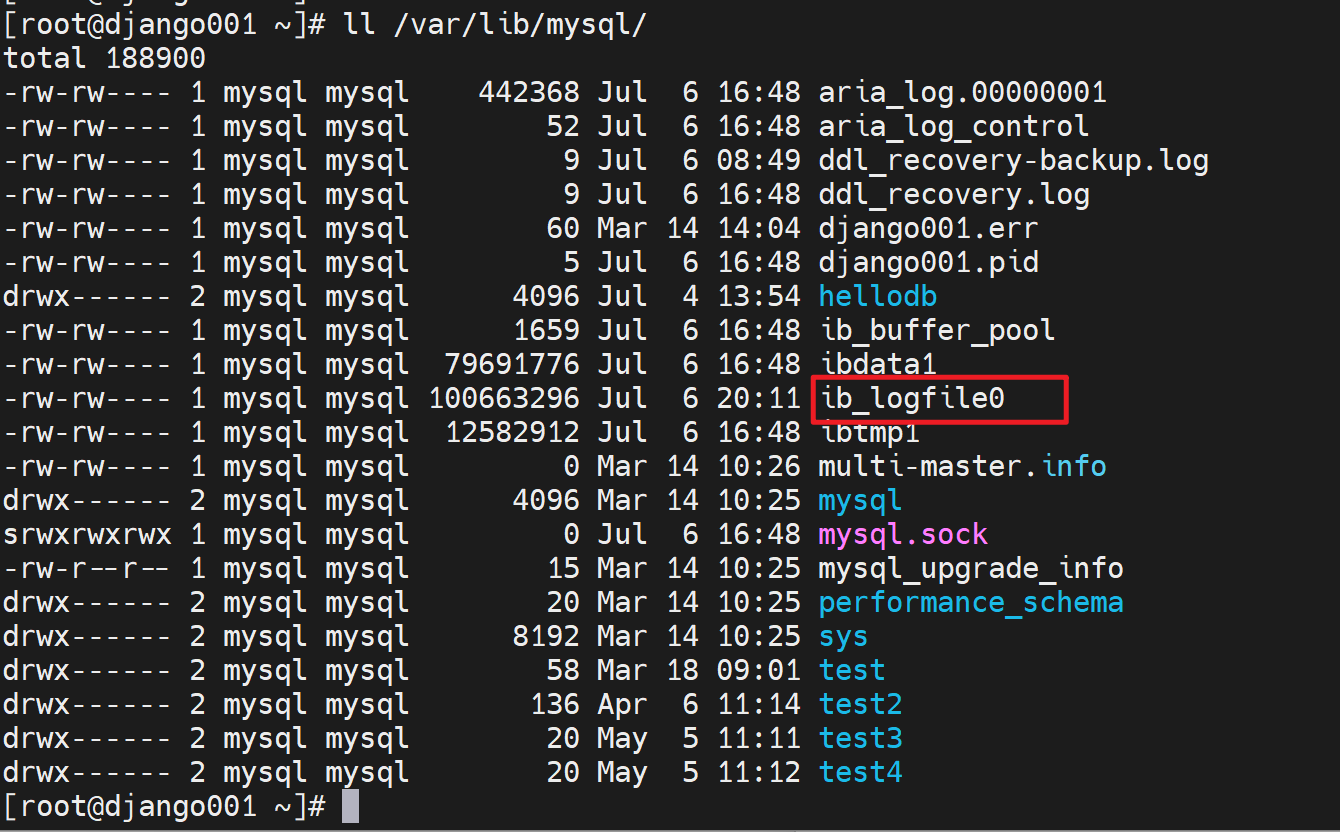 [root@django001 ~]# ll /var/lib/mysql/
total 188900
-rw-rw---- 1 mysql mysql    442368 Jul  6 16:48 aria_log.00000001
-rw-rw---- 1 mysql mysql        52 Jul  6 16:48 aria_log_control
-rw-rw---- 1 mysql mysql         9 Jul  6 08:49 ddl_recovery-backup.log
-rw-rw---- 1 mysql mysql         9 Jul  6 16:48 ddl_recovery.log
-rw-rw---- 1 mysql mysql        60 Mar 14 14:04 django001.err
-rw-rw---- 1 mysql mysql         5 Jul  6 16:48 django001.pid
drwx------ 2 mysql mysql      4096 Jul  4 13:54 hellodb
-rw-rw---- 1 mysql mysql      1659 Jul  6 16:48 ib_buffer_pool
-rw-rw---- 1 mysql mysql  79691776 Jul  6 16:48 ibdata1
-rw-rw---- 1 mysql mysql 100663296 Jul  6 20:11 ib_logfile0
-rw-rw---- 1 mysql mysql  12582912 Jul  6 16:48 ibtmp1
-rw-rw---- 1 mysql mysql         0 Mar 14 10:26 multi-master.info
drwx------ 2 mysql mysql      4096 Mar 14 10:25 mysql
srwxrwxrwx 1 mysql mysql         0 Jul  6 16:48 mysql.sock
-rw-r--r-- 1 mysql mysql        15 Mar 14 10:25 mysql_upgrade_info
drwx------ 2 mysql mysql        20 Mar 14 10:25 performance_schema
drwx------ 2 mysql mysql      8192 Mar 14 10:25 sys
drwx------ 2 mysql mysql        58 Mar 18 09:01 test
drwx------ 2 mysql mysql       136 Apr  6 11:14 test2
drwx------ 2 mysql mysql        20 May  5 11:11 test3
drwx------ 2 mysql mysql        20 May  5 11:12 test4
[root@django001 ~]#